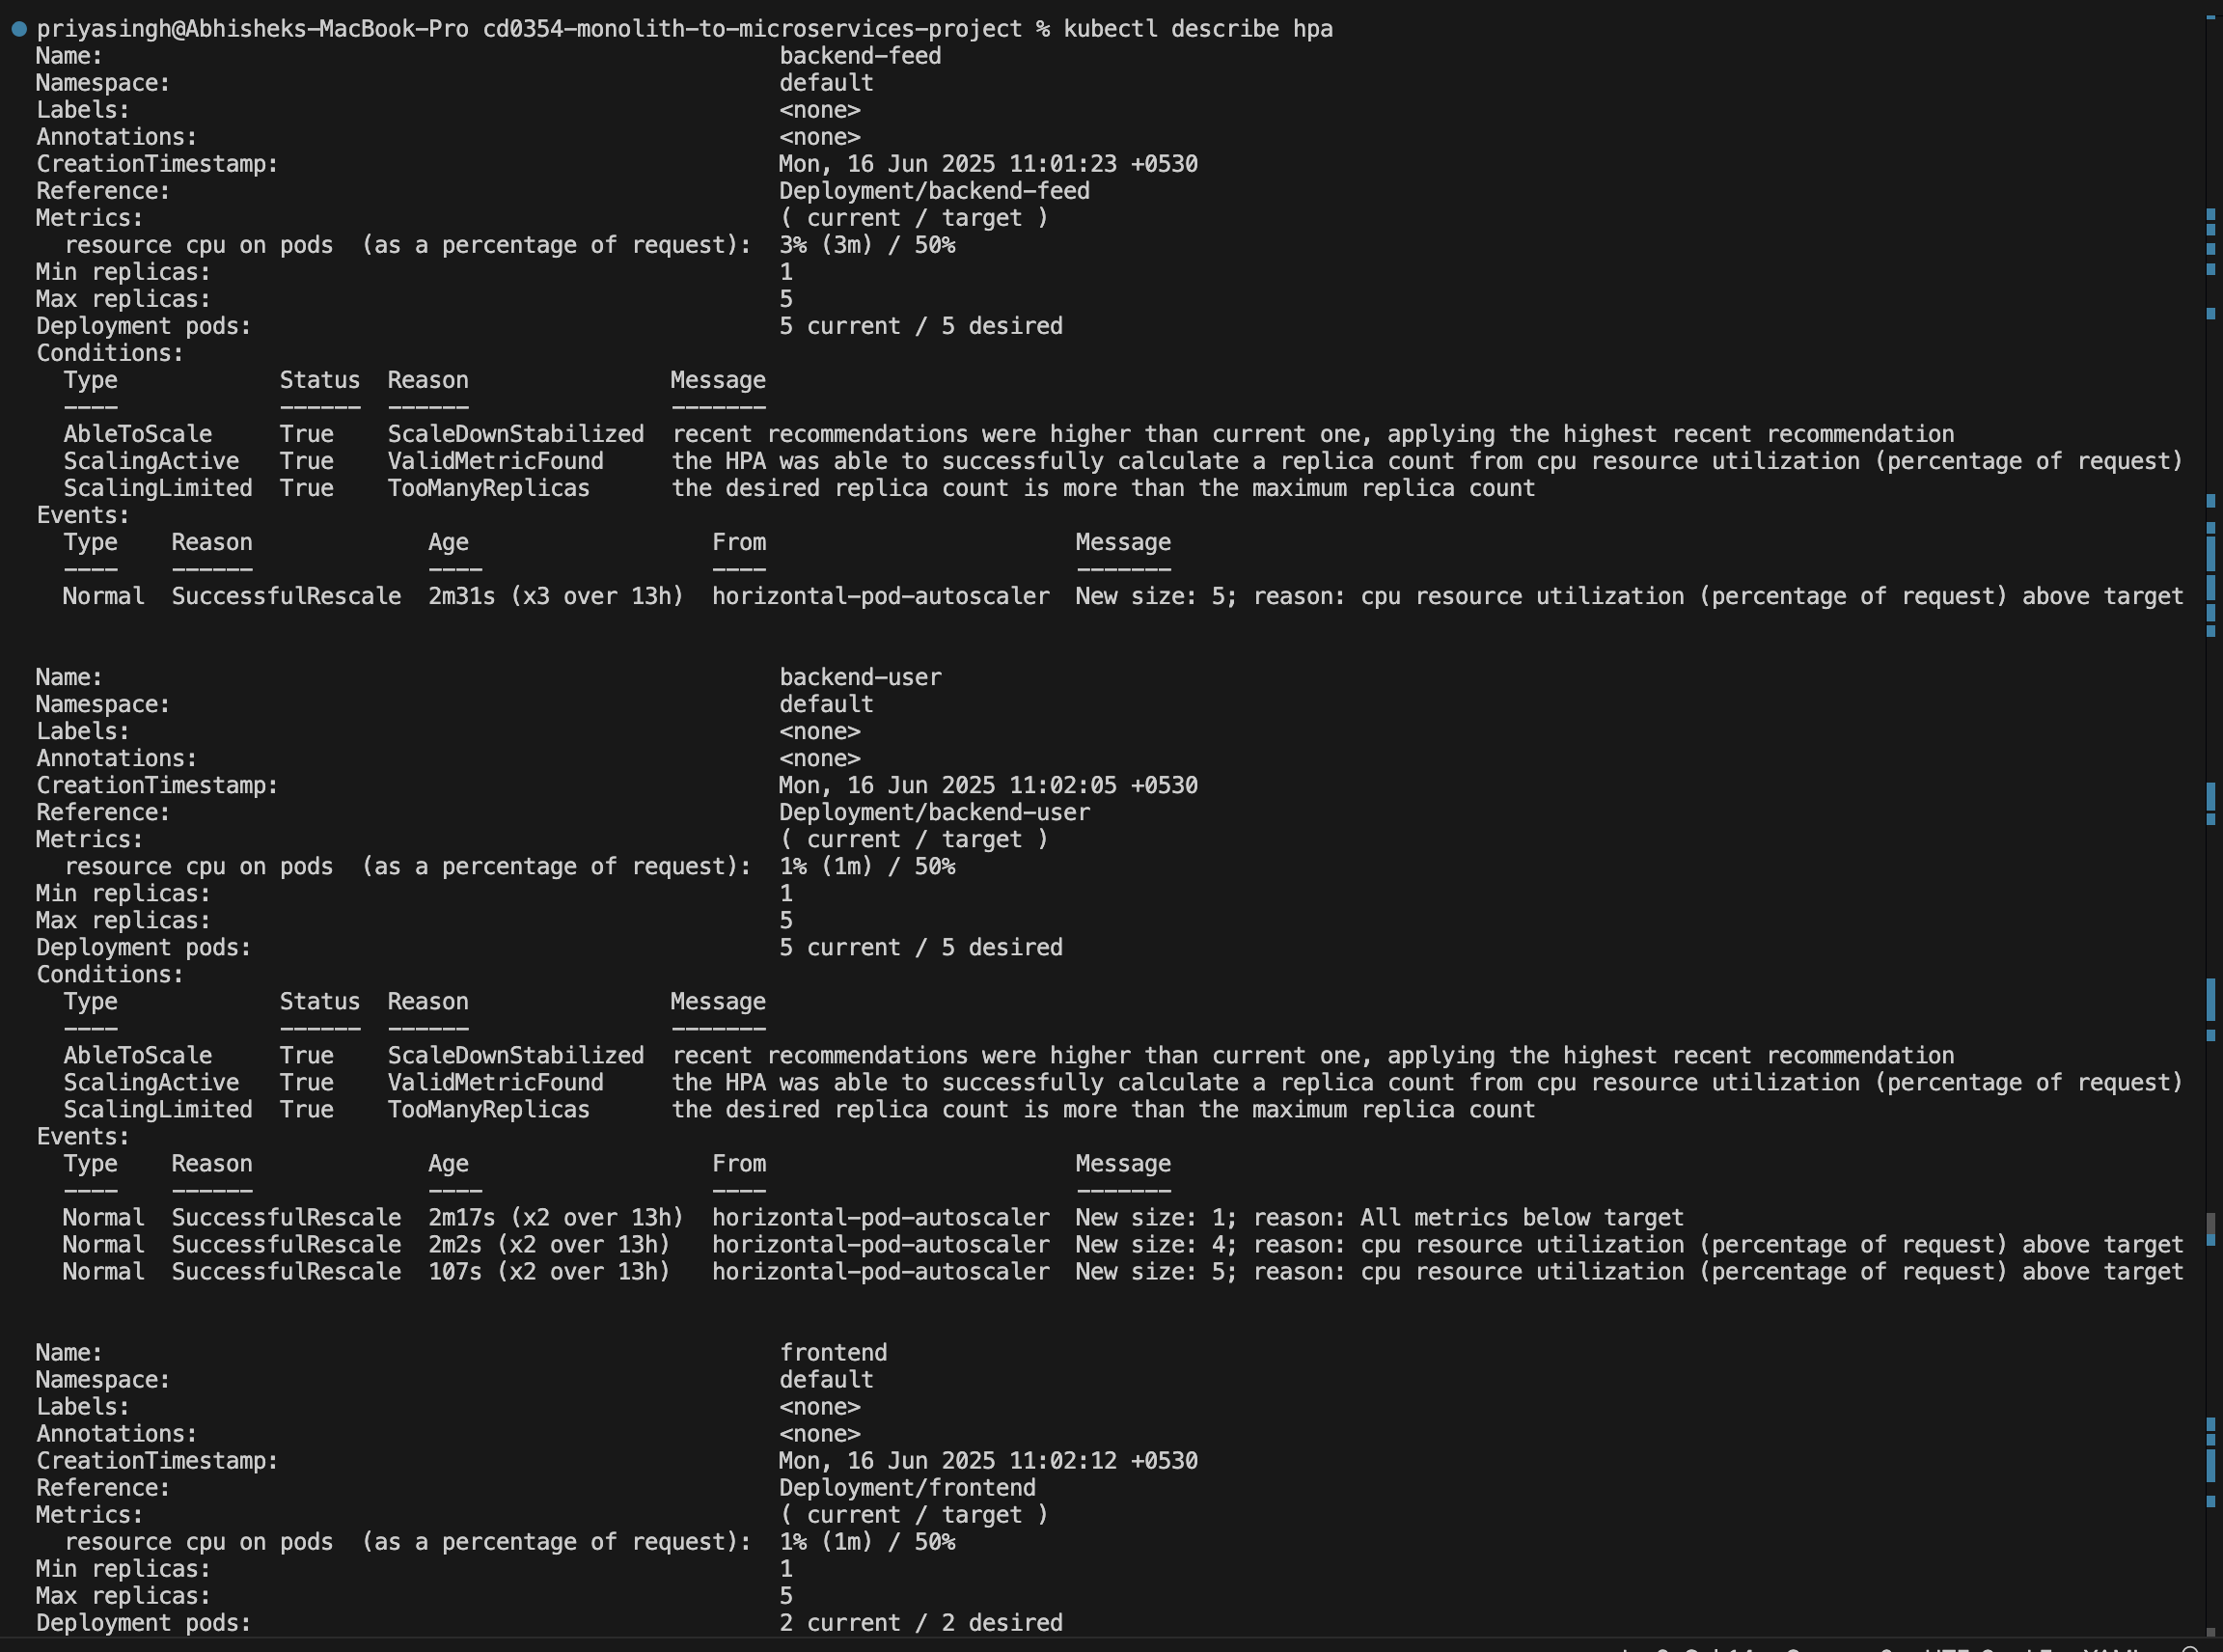 priyasingh@Abhisheks-MacBook-Pro cd0354-monolith-to-microservices-project % kubectl describe hpa
Name: backend-feed
Namespace: default
Labels: <none>
Annotations: <none>
CreationTimestamp: Mon, 16 Jun 2025 11:01:23 +0530
Reference: Deployment/backend-feed
Metrics: ( current / target )
resource cpu on pods (as a percentage of request): 3% (3m) / 50%
Min replicas: 1
Max replicas: 5
Deployment pods: 5 current / 5 desired
Conditions:
Type Status Reason Message
---- ------ ------ -------
AbleToScale True ScaleDownStabilized recent recommendations were higher than current one, applying the highest recent recommendation
ScalingActive True ValidMetricFound the HPA was able to successfully calculate a replica count from cpu resource utilization (percentage of request)
ScalingLimited True TooManyReplicas the desired replica count is more than the maximum replica count
Events:
Type Reason Age From Message
---- ------ ---- ---- -------
Normal SuccessfulRescale 2m31s (x3 over 13h) horizontal-pod-autoscaler New size: 5; reason: cpu resource utilization (percentage of request) above target
Name: backend-user
Namespace: default
Labels: <none>
Annotations: <none>
CreationTimestamp: Mon, 16 Jun 2025 11:02:05 +0530
Reference: Deployment/backend-user
Metrics: ( current / target )
resource cpu on pods (as a percentage of request): 1% (1m) / 50%
Min replicas: 1
Max replicas: 5
Deployment pods: 5 current / 5 desired
Conditions:
Type Status Reason Message
---- ------ ------ -------
AbleToScale True ScaleDownStabilized recent recommendations were higher than current one, applying the highest recent recommendation
ScalingActive True ValidMetricFound the HPA was able to successfully calculate a replica count from cpu resource utilization (percentage of request)
ScalingLimited True TooManyReplicas the desired replica count is more than the maximum replica count
Events:
Type Reason Age From Message
---- ------ ---- ---- -------
Normal SuccessfulRescale 2m17s (x2 over 13h) horizontal-pod-autoscaler New size: 1; reason: All metrics below target
Normal SuccessfulRescale 2m2s (x2 over 13h) horizontal-pod-autoscaler New size: 4; reason: cpu resource utilization (percentage of request) above target
Normal SuccessfulRescale 107s (x2 over 13h) horizontal-pod-autoscaler New size: 5; reason: cpu resource utilization (percentage of request) above target
Name: frontend
Namespace: default
Labels: <none>
Annotations: <none>
CreationTimestamp: Mon, 16 Jun 2025 11:02:12 +0530
Reference: Deployment/frontend
Metrics: ( current / target )
resource cpu on pods (as a percentage of request): 1% (1m) / 50%
Min replicas: 1
Max replicas: 5
Deployment pods: 2 current / 2 desired